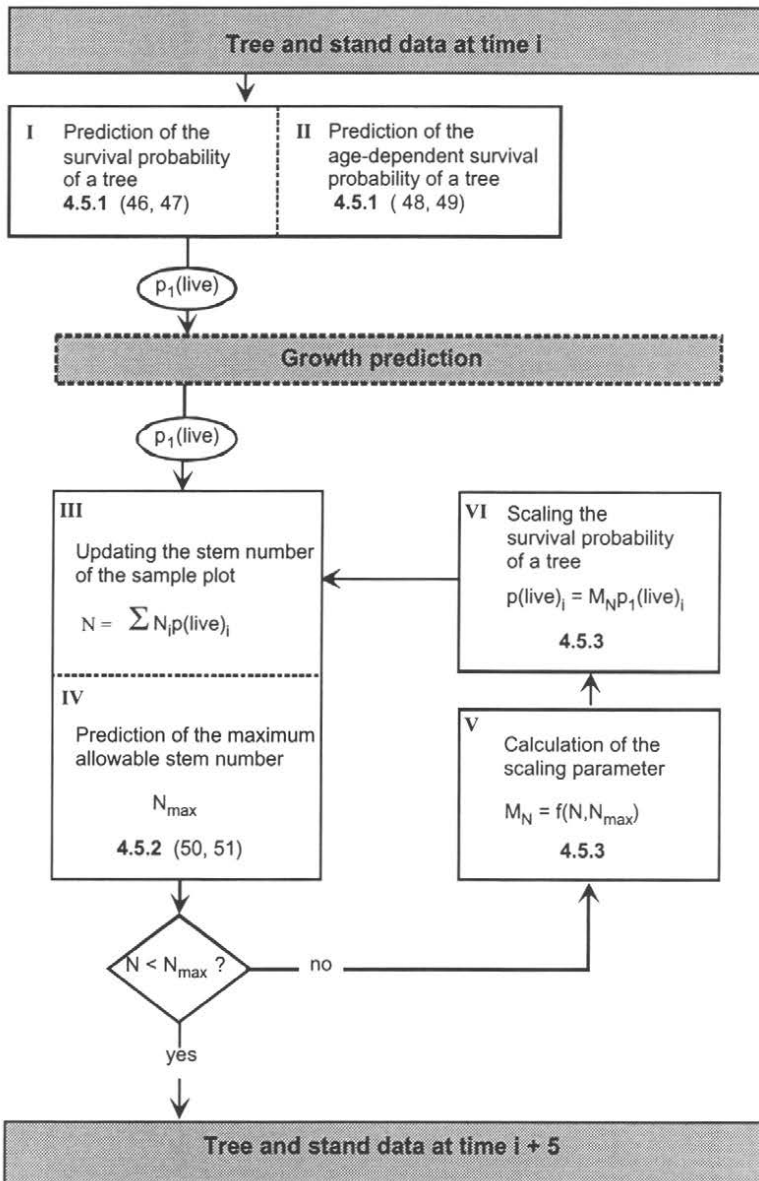 Tree and stand data at time i
I Prediction of the
survival probability
of a tree
4.5.1 (46, 47)
II Prediction of the
age-dependent survival
probability of a tree
4.5.1 ( 48, 49)
p1(live)
Growth prediction
p1(live)
III
Updating the stem number
of the sample plot
N = ∑ Nip(live)i
IV
Prediction of the maximum
allowable stem number
Nmax
4.5.2 (50, 51)
VI Scaling the
survival probability
of a tree
p(live)i = MNp1(live)i
4.5.3
V
Calculation of the
scaling parameter
MN = f(N,Nmax)
4.5.3
N < Nmax ?
no
yes
Tree and stand data at time i + 5